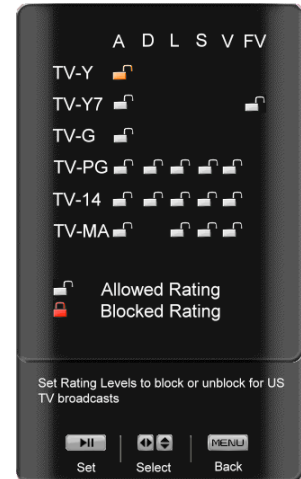 A D L S V FV
TV-Y
TV-Y7
TV-G
TV-PG
TV-14
TV-MA
Allowed Rating
Blocked Rating
Set Rating Levels to block or unblock for US
TV broadcasts
MENU
Set Select Back